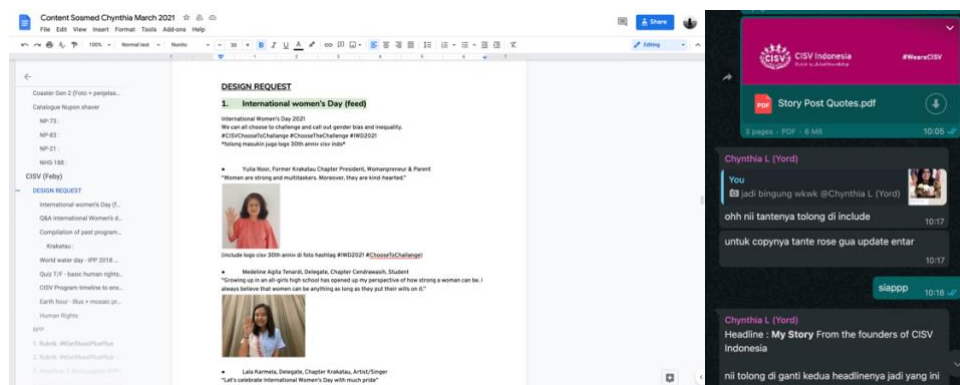 Content Sosmed Chynthia March 2021
File Edit View Insert Format Tools Add-ons Help
Share
100%
Normal text
Nunito
Editing
Coaster Gen 2 (Foto + penjelas...
Catalogue Nupon shaver
NP-73 :
NP-83 :
NP-21 :
NHS 188 :
CISV (Feby)
DESIGN REQUEST
International women's Day (f...
Q&A International Women's d...
Compilation of past program...
Krakatau :
World water day - IPP 2018 ...
Quiz T/F - basic human rights...
CISV Program timeline to ene...
Earth hour - Illus + mosaic pr...
Human Rights
DESIGN REQUEST
1. International women's Day (feed)
International Women's Day 2021
We can all choose to challenge and call out gender bias and inequality.
#CISVChooseToChallange #ChooseTheChallenge #IWD2021
*tolong masukin juga logo 30th anniv cisv indo*
● Yulia Noor, Former Krakatau Chapter President, Womanpreneur & Parent
"Women are strong and multitaskers. Moreover, they are kind-hearted."
(include logo cisv 30th anniv di foto hashtag #IWD2021 #ChooseToChallange)
● Medeline Agita Tenardi, Delegate, Chapter Cendrawasih, Student
"Growing up in an all-girls high school has opened up my perspective of how strong a woman can be. I
always believe that women can be anything as long as they put their wills on it."
● Lala Karmela, Delegate, Chapter Krakatau, Artist/Singer
"Let's celebrate International Women's Day with much pride"
CISV
CISV Indonesia
#WeareCISV
PDF
Story Post Quotes.pdf
3 pages · PDF · 6 MB
10:05
Chynthia L (Yord)
You
jadi bingung wkwk @Chynthia L (Yord)
ohh nii tantenya tolong di include
10:17
untuk copynya tante rose gua update entar
10:17
siappp
10:18
Chynthia L (Yord)
Headline : My Story From the founders of CISV
Indonesia
nii tolong di ganti kedua headlinenya jadi yang ini